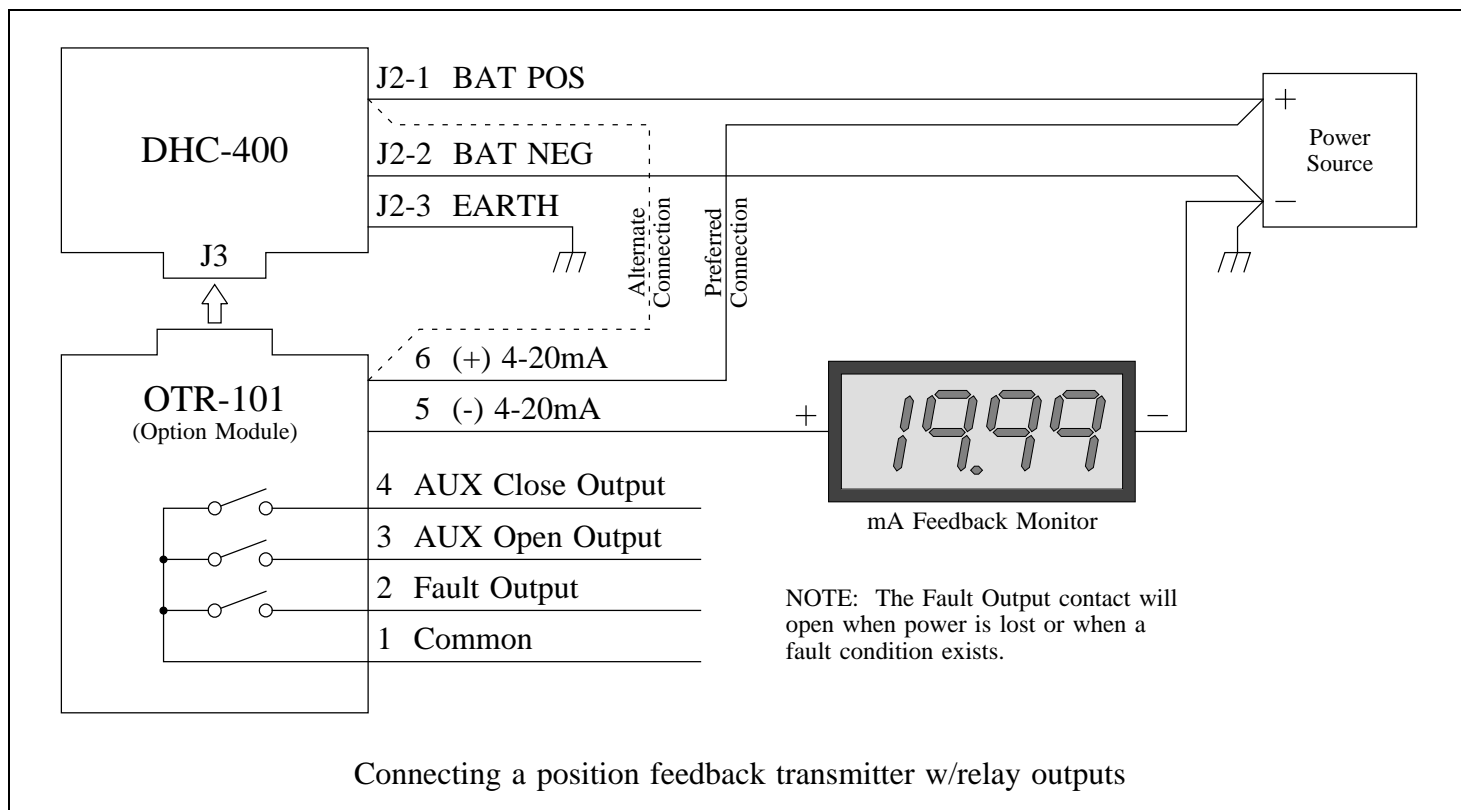 J2-1 BAT POS
DHC-400
J2-2 BAT NEG
J2-3 EARTH
J3
+
−
Power
Source
Alternate
Connection
Preferred
Connection
6 (+) 4-20mA
OTR-101
(Option Module)
5 (-) 4-20mA
+
19.99
−
mA Feedback Monitor
4 AUX Close Output
3 AUX Open Output
2 Fault Output
1 Common
NOTE: The Fault Output contact will
open when power is lost or when a
fault condition exists.
Connecting a position feedback transmitter w/relay outputs